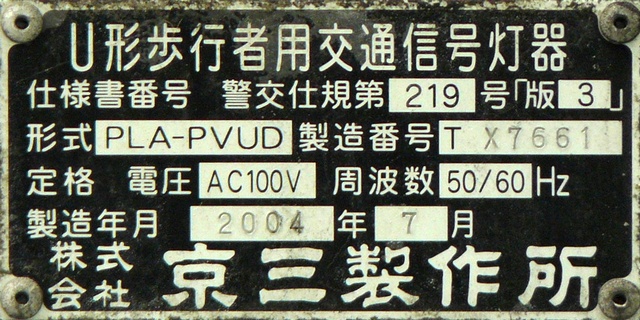 U形歩行者用交通信号灯器
仕様書番号 警交仕規第 219 号「版 3」
形式 PLA-PVUD 製造番号 T X7661
定格 電圧 AC100V 周波数 50/60 Hz
製造年月 2004 年 7 月
株式会社 京三製作所